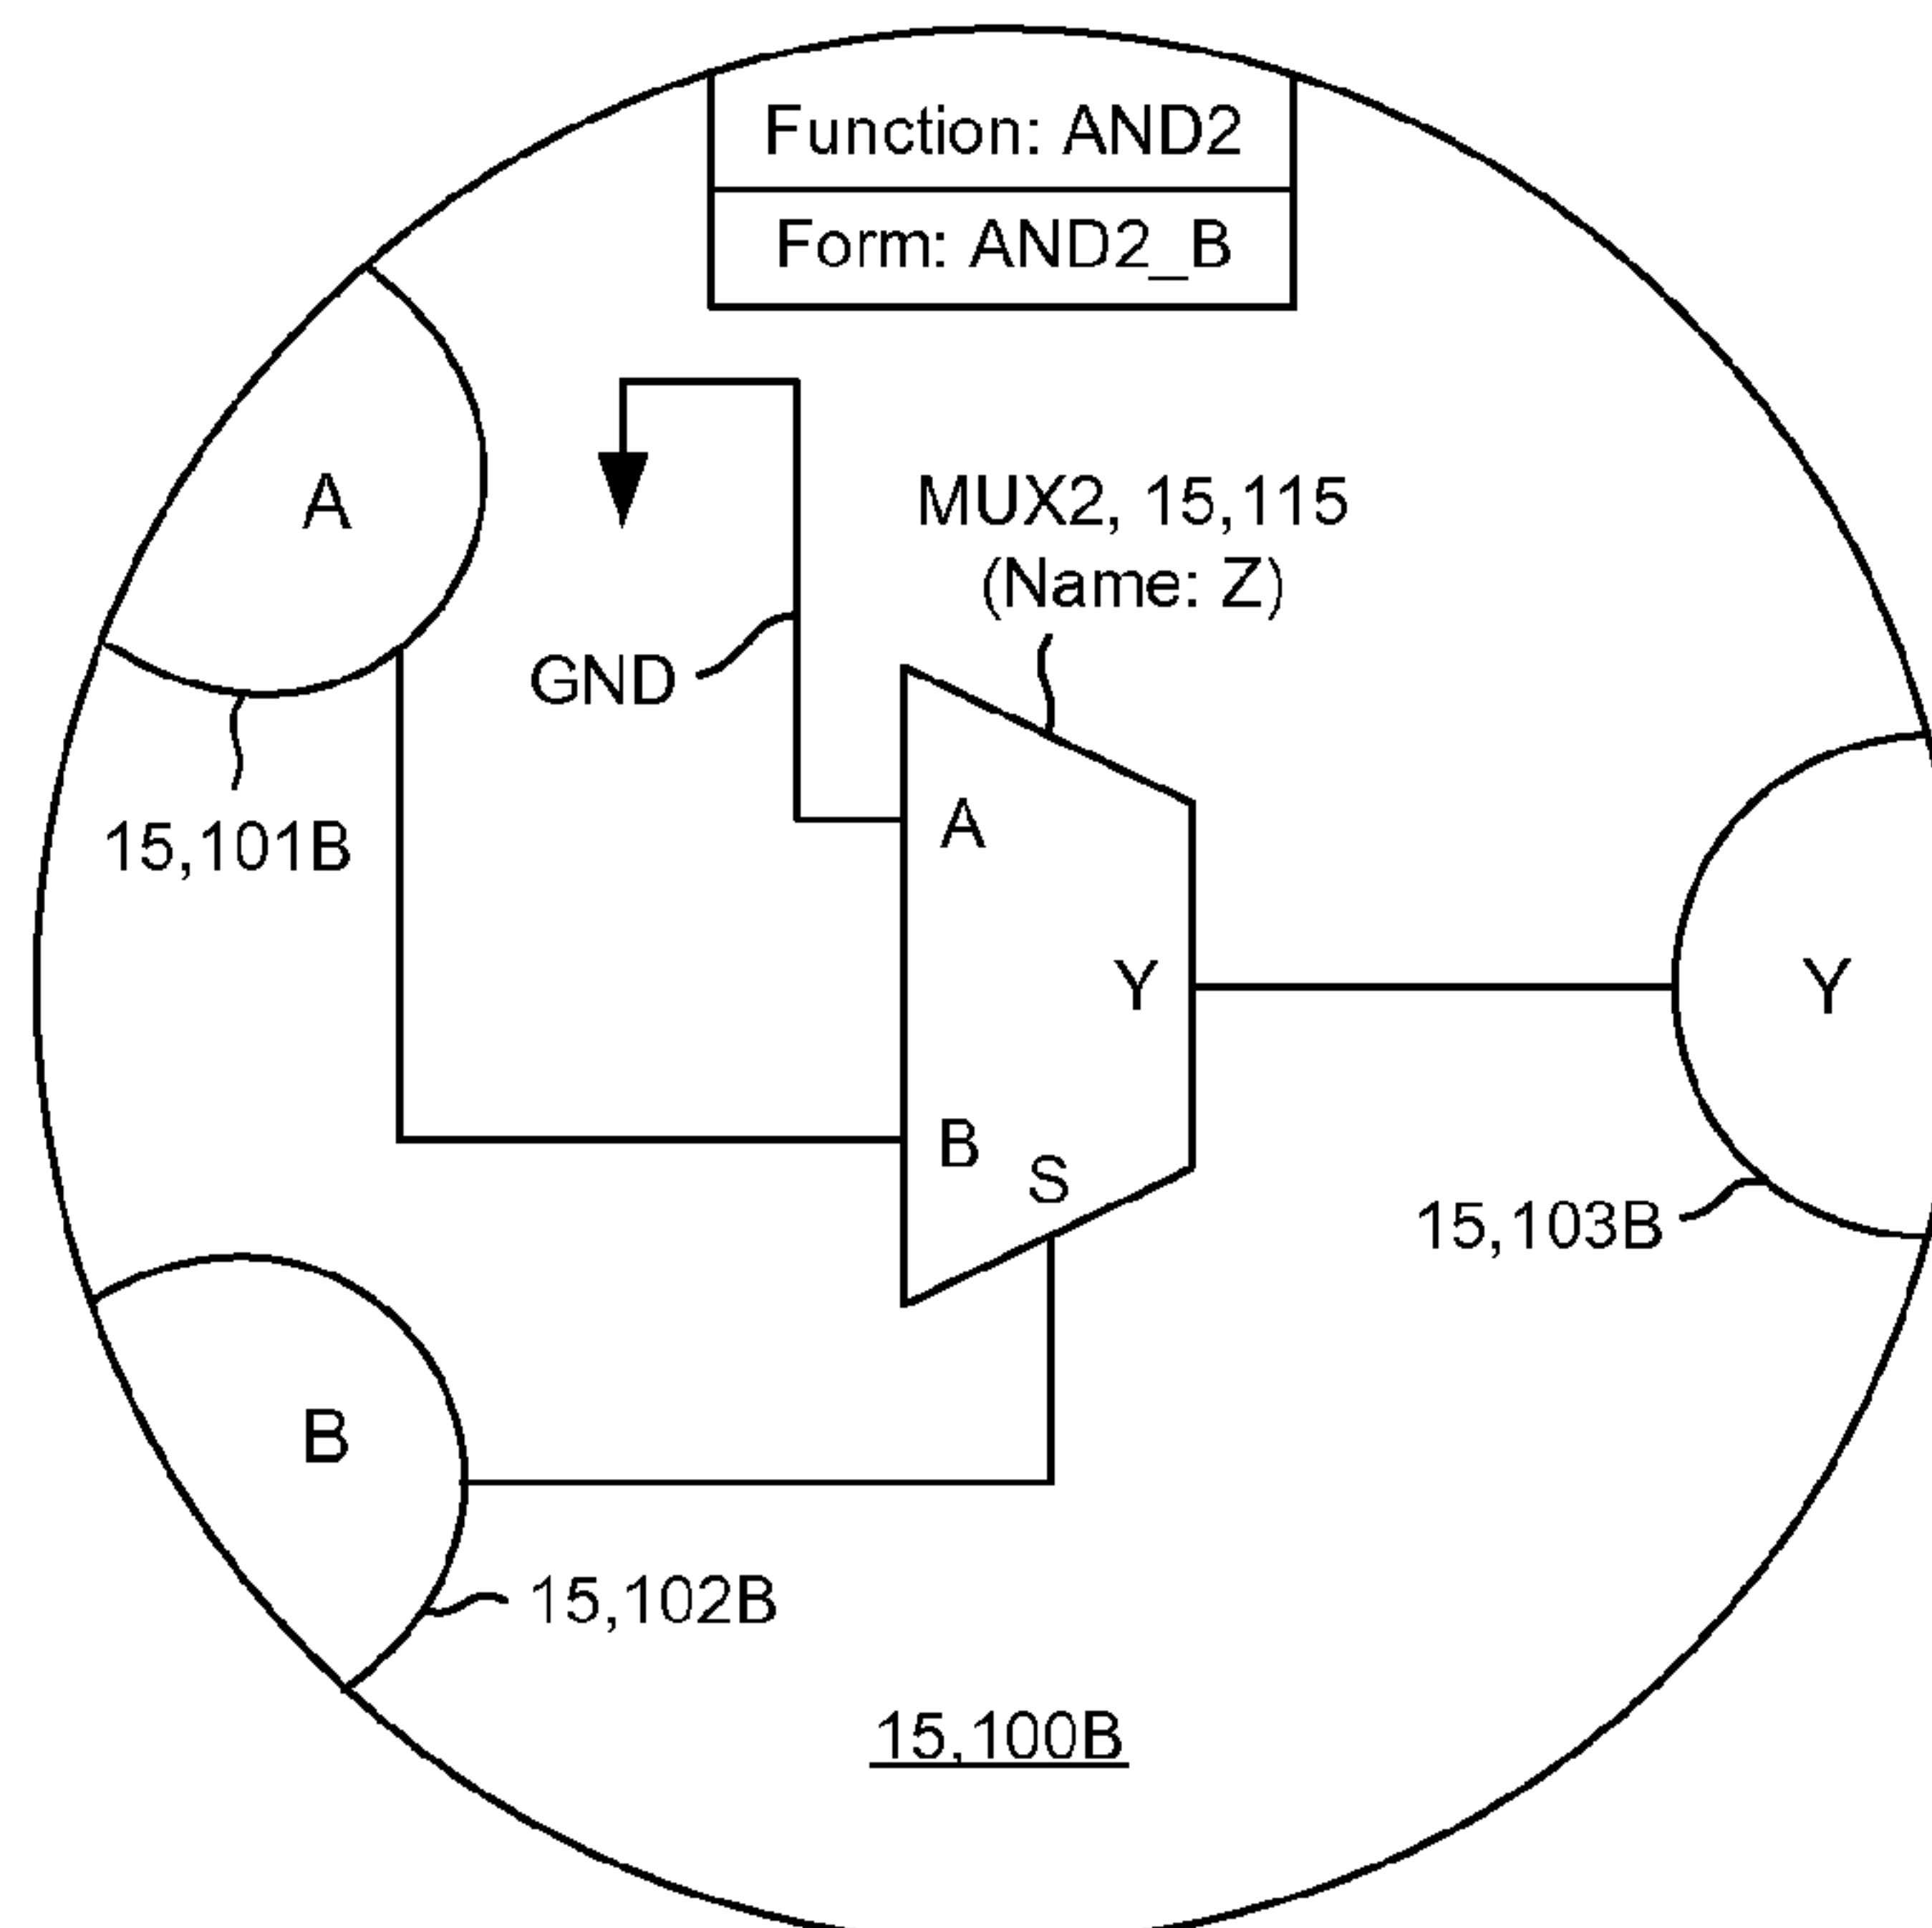 Function: AND2
Form: AND2_B
A
MUX2, 15,115
(Name: Z)
GND
A
15,101B
Y
Y
B
S
15,103B
B
15,102B
15,100B